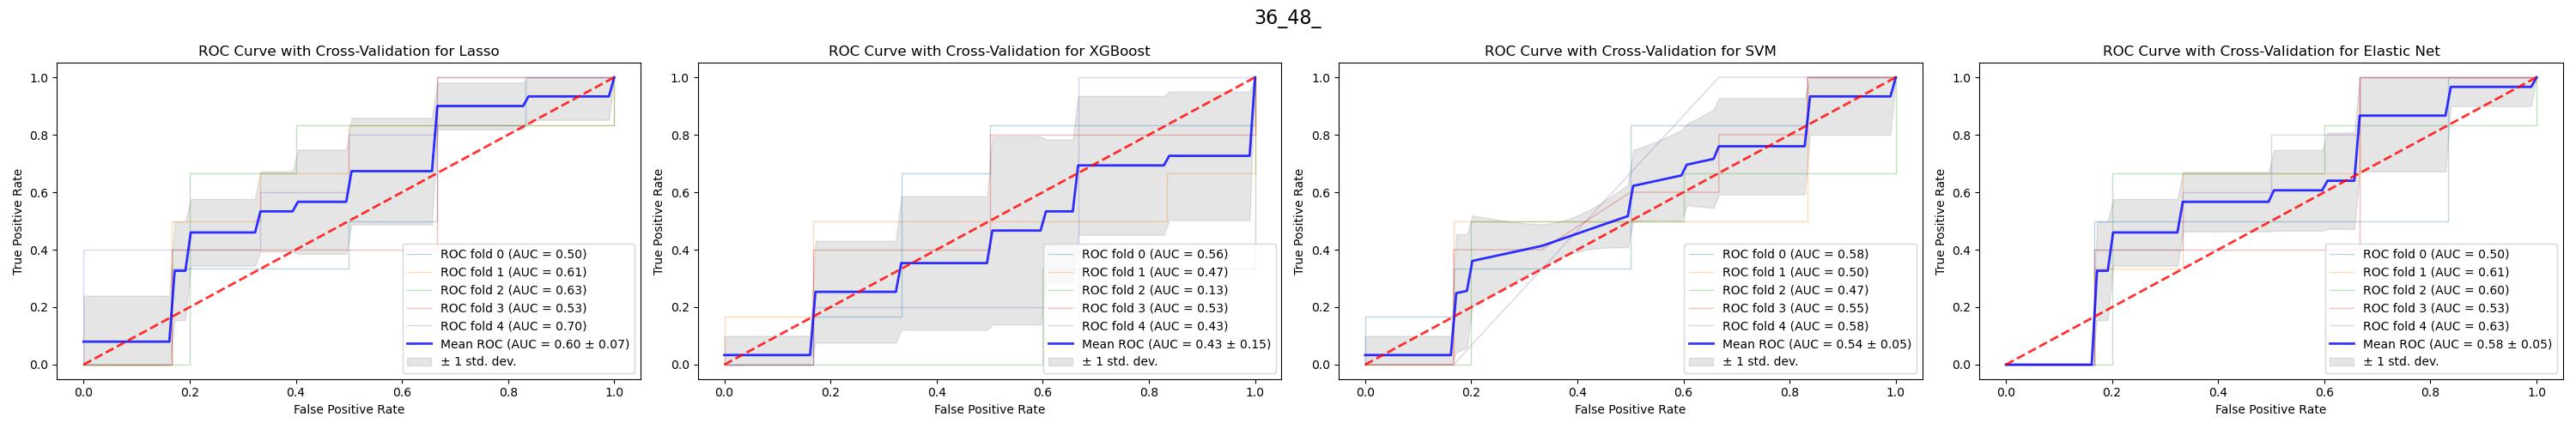 36_48_
ROC Curve with Cross-Validation for Lasso
True Positive Rate
1.0
0.8
0.6
0.4
0.2
0.0
ROC fold 0 (AUC = 0.50)
ROC fold 1 (AUC = 0.61)
ROC fold 2 (AUC = 0.63)
ROC fold 3 (AUC = 0.53)
ROC fold 4 (AUC = 0.70)
Mean ROC (AUC = 0.60 ± 0.07)
± 1 std. dev.
0.0 0.2 0.4 0.6 0.8 1.0
False Positive Rate
ROC Curve with Cross-Validation for XGBoost
True Positive Rate
1.0
0.8
0.6
0.4
0.2
0.0
ROC fold 0 (AUC = 0.56)
ROC fold 1 (AUC = 0.47)
ROC fold 2 (AUC = 0.13)
ROC fold 3 (AUC = 0.53)
ROC fold 4 (AUC = 0.43)
Mean ROC (AUC = 0.43 ± 0.15)
± 1 std. dev.
0.0 0.2 0.4 0.6 0.8 1.0
False Positive Rate
ROC Curve with Cross-Validation for SVM
True Positive Rate
1.0
0.8
0.6
0.4
0.2
0.0
ROC fold 0 (AUC = 0.58)
ROC fold 1 (AUC = 0.50)
ROC fold 2 (AUC = 0.47)
ROC fold 3 (AUC = 0.55)
ROC fold 4 (AUC = 0.58)
Mean ROC (AUC = 0.54 ± 0.05)
± 1 std. dev.
0.0 0.2 0.4 0.6 0.8 1.0
False Positive Rate
ROC Curve with Cross-Validation for Elastic Net
True Positive Rate
1.0
0.8
0.6
0.4
0.2
0.0
ROC fold 0 (AUC = 0.50)
ROC fold 1 (AUC = 0.61)
ROC fold 2 (AUC = 0.60)
ROC fold 3 (AUC = 0.53)
ROC fold 4 (AUC = 0.63)
Mean ROC (AUC = 0.58 ± 0.05)
± 1 std. dev.
0.0 0.2 0.4 0.6 0.8 1.0
False Positive Rate